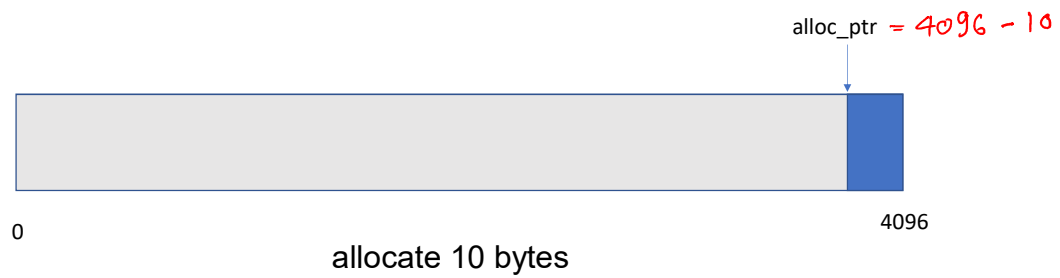 alloc_ptr = 4096 - 10
0
4096
allocate 10 bytes